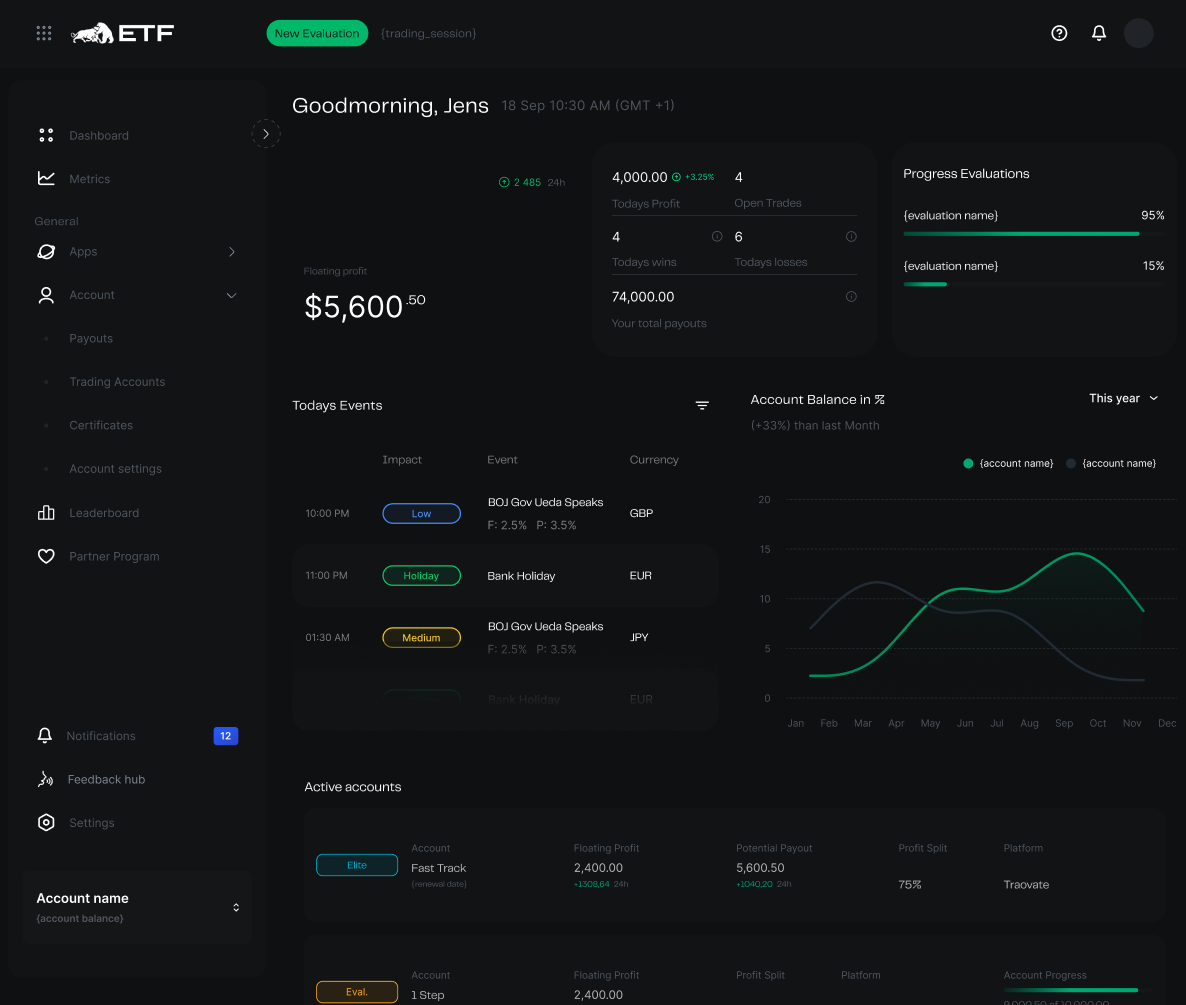 ETF
New Evaluation
{trading_session}
Goodmorning, Jens
18 Sep 10:30 AM (GMT +1)
Dashboard
Metrics
General
Apps
Account
Payouts
Trading Accounts
Certificates
Account settings
Leaderboard
Partner Program
Notifications
12
Feedback hub
Settings
Account name
{account balance}
2 485 24h
Floating profit
$5,600.50
4,000.00 +3.25%
Todays Profit
4
Open Trades
4
Todays wins
6
Todays losses
74,000.00
Your total payouts
Progress Evaluations
{evaluation name} 95%
{evaluation name} 15%
Todays Events
Impact Event Currency
10:00 PM Low BOJ Gov Ueda Speaks GBP
F: 2.5% P: 3.5%
11:00 PM Holiday Bank Holiday EUR
01:30 AM Medium BOJ Gov Ueda Speaks JPY
F: 2.5% P: 3.5%
Bank Holiday EUR
Account Balance in %
(+33%) than last Month
This year
{account name} {account name}
20
15
10
5
0
Jan Feb Mar Apr May Jun Jul Aug Sep Oct Nov Dec
Active accounts
Elite
Account
Fast Track
{renewal date}
Floating Profit
2,400.00
+1308,64 24h
Potential Payout
5,600.50
+1040,20 24h
Profit Split
75%
Platform
Traovate
Eval.
Account
1 Step
Floating Profit
2,400.00
Profit Split
Platform
Account Progress
9,000.50 of 10,000.00